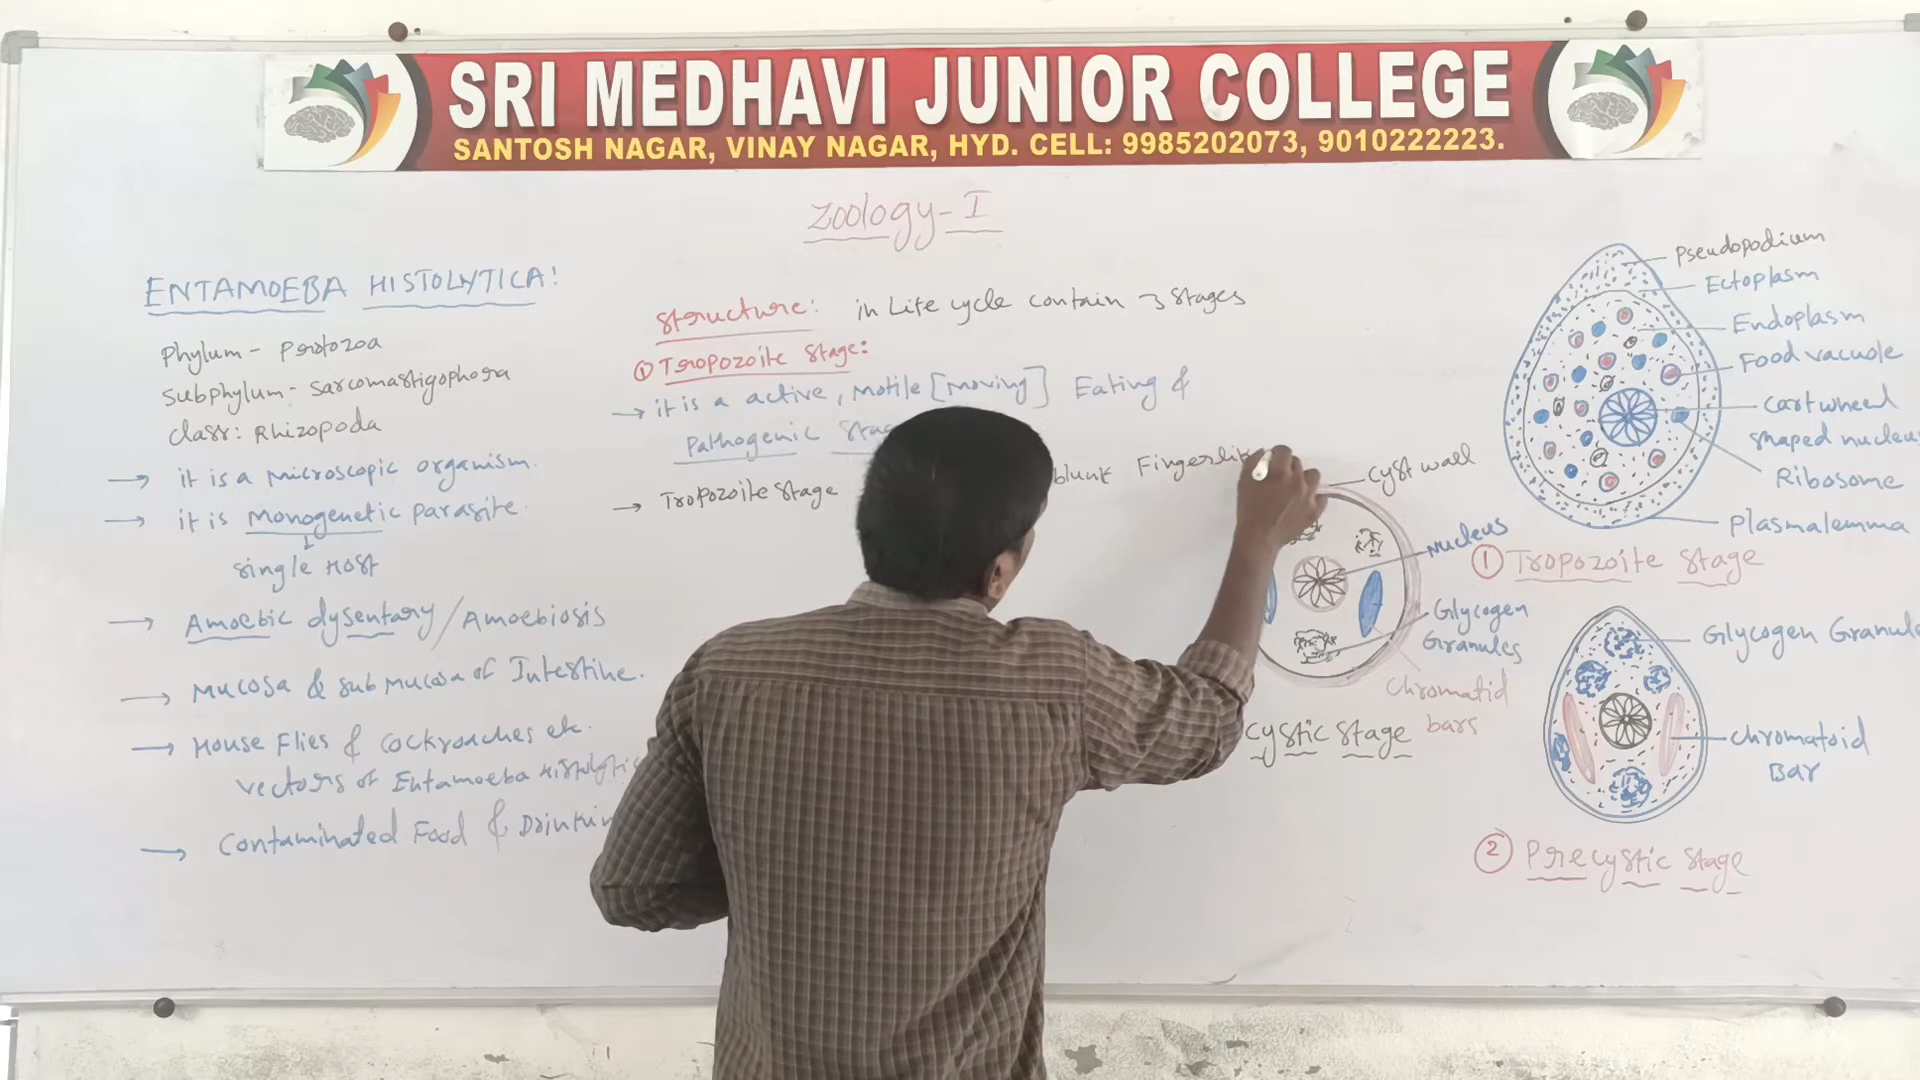 SRI MEDHAVI JUNIOR COLLEGE
SANTOSH NAGAR, VINAY NAGAR, HYD. CELL: 9985202073, 9010222223.
Zoology-I
ENTAMOEBA HISTOLYTICA!
Phylum - Protozoa
Subphylum - Sarcomastigophora
Class: Rhizopoda
→ it is a microscopic organism.
→ it is Monogenetic parasite.
single Host
→ Amoebic dysentary / Amoebiosis
→ Mucosa & sub mucosa of Intestine.
→ House Flies & Cockroaches etc.
vectors of Entamoeba Histolytic
→ Contaminated Food & Drinkin
Structure: in Life cycle contain 3 stages
① Tropozoite Stage:
→ it is a active, Motile [moving] Eating &
Pathogenic Stag
→ Tropozoite Stage blunt Fingerlike
Cyst wall
Nucleus
Glycogen
Granules
Chromatid
bars
Cystic Stage
Pseudopodium
Ectoplasm
Endoplasm
Food vacuole
Cart wheel
shaped nucleus
Ribosome
Plasmalemma
① Tropozoite Stage
Glycogen Granule
Chromatoid
Bar
② Precystic Stage